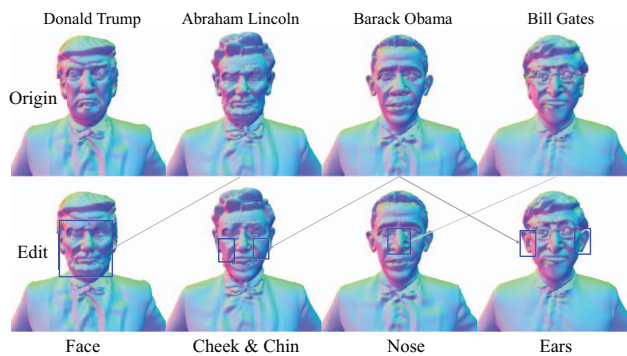 Donald Trump Abraham Lincoln Barack Obama Bill Gates
Origin
Edit
Face Cheek & Chin Nose Ears